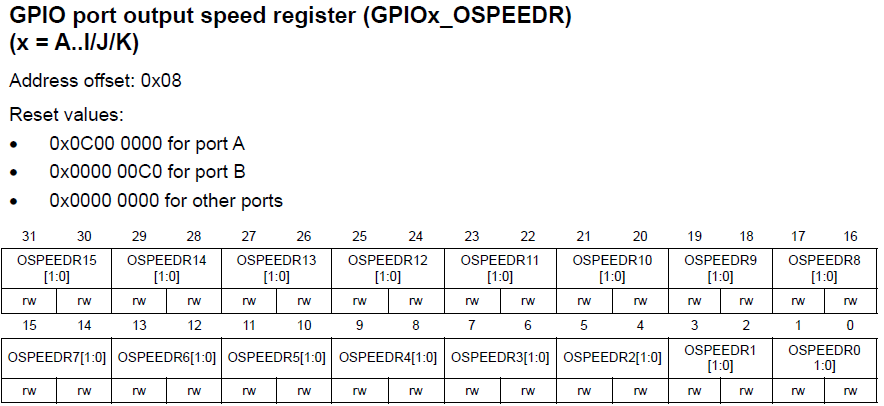 GPIO port output speed register (GPIOx_OSPEEDR)
(x = A..I/J/K)
Address offset: 0x08
Reset values:
• 0x0C00 0000 for port A
• 0x0000 00C0 for port B
• 0x0000 0000 for other ports
31 30 29 28 27 26 25 24 23 22 21 20 19 18 17 16
OSPEEDR15 OSPEEDR14 OSPEEDR13 OSPEEDR12 OSPEEDR11 OSPEEDR10 OSPEEDR9 OSPEEDR8
[1:0] [1:0] [1:0] [1:0] [1:0] [1:0] [1:0] [1:0]
rw rw rw rw rw rw rw rw rw rw rw rw rw rw rw rw
15 14 13 12 11 10 9 8 7 6 5 4 3 2 1 0
OSPEEDR7[1:0] OSPEEDR6[1:0] OSPEEDR5[1:0] OSPEEDR4[1:0] OSPEEDR3[1:0] OSPEEDR2[1:0] OSPEEDR1 OSPEEDR0
[1:0] 1:0]
rw rw rw rw rw rw rw rw rw rw rw rw rw rw rw rw